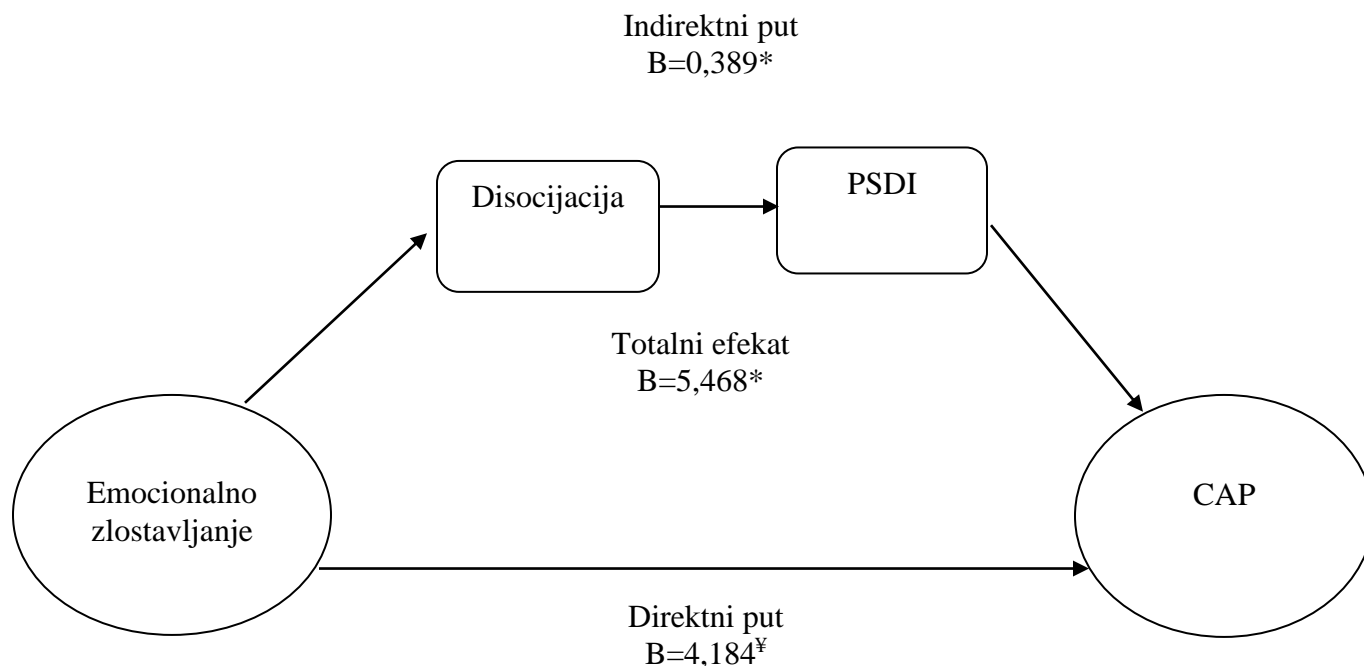 Indirektni put
B=0,389*
Disocijacija
PSDI
Totalni efekat
B=5,468*
Emocionalno
zlostavljanje
CAP
Direktni put
B=4,184¥